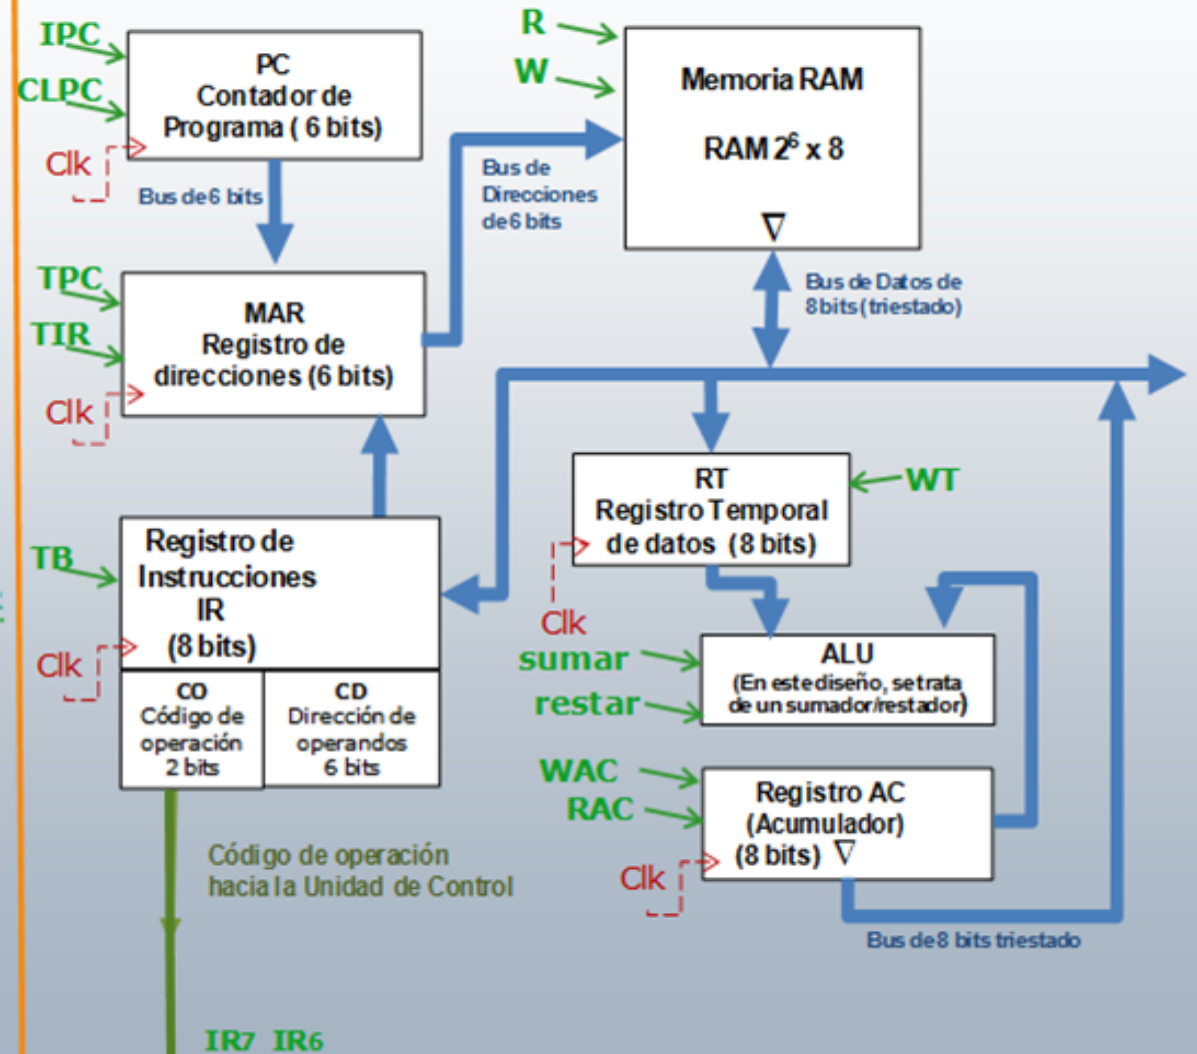 IPC
CLPC
Clk
PC
Contador de
Programa ( 6 bits)
Bus de 6 bits
R
W
Memoria RAM
RAM 2⁶ x 8
∇
Bus de
Direcciones
de 6 bits
Bus de Datos de
8 bits (triestado)
TPC
TIR
Clk
MAR
Registro de
direcciones (6 bits)
RT
Registro Temporal
de datos (8 bits)
WT
Clk
TB
Clk
Registro de
Instrucciones
IR
(8 bits)
CO
Código de
operación
2 bits
CD
Dirección de
operandos
6 bits
sumar
restar
ALU
(En este diseño, se trata
de un sumador/restador)
WAC
RAC
Clk
Registro AC
(Acumulador)
(8 bits) ∇
Bus de 8 bits triestado
Código de operación
hacia la Unidad de Control
IR7 IR6